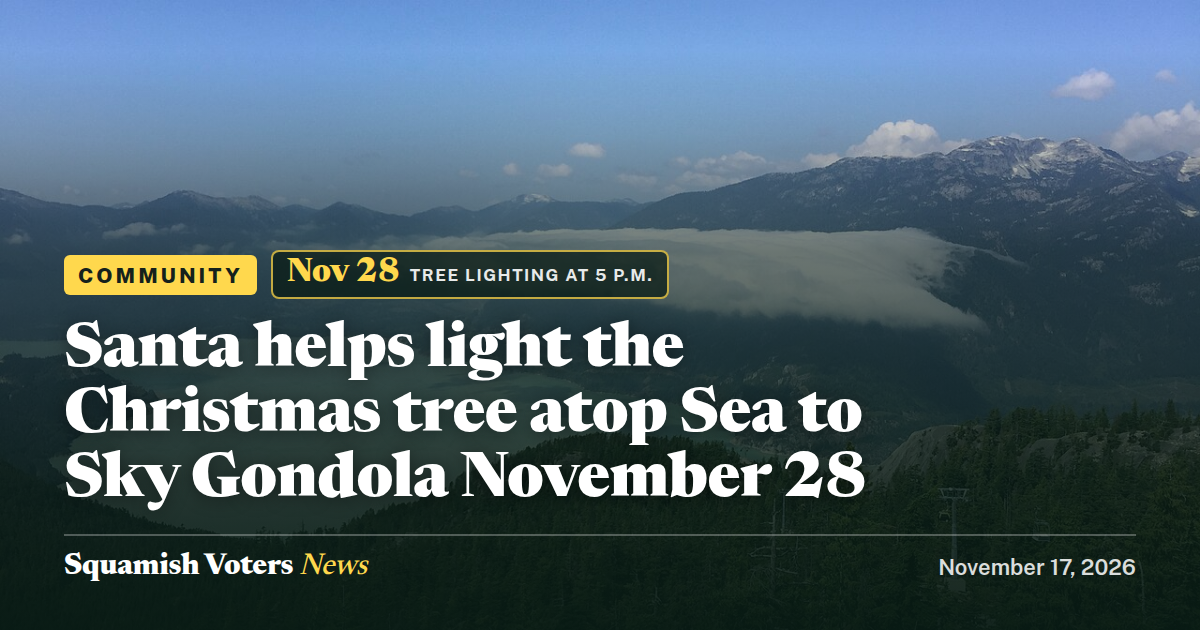 COMMUNITY
Nov 28 TREE LIGHTING AT 5 P.M.
Santa helps light the
Christmas tree atop Sea to
Sky Gondola November 28
Squamish Voters News
November 17, 2026